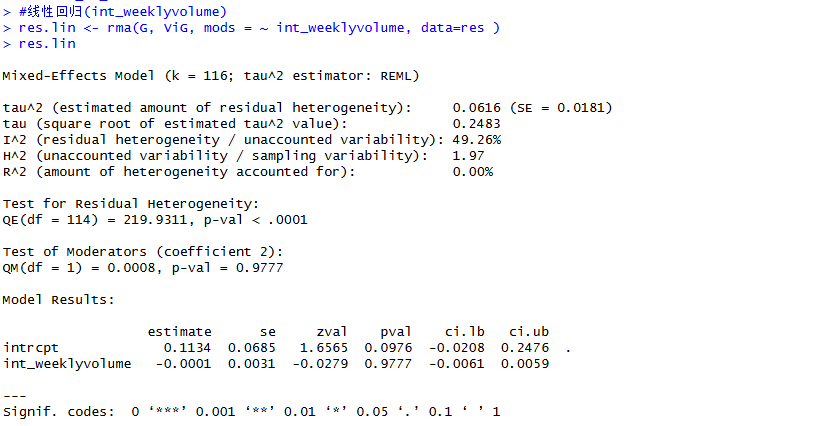 > #线性回归(int_weeklyvolume)
> res.lin <- rma(G, ViG, mods = ~ int_weeklyvolume, data=res )
> res.lin
Mixed-Effects Model (k = 116; tau^2 estimator: REML)
tau^2 (estimated amount of residual heterogeneity):     0.0616 (SE = 0.0181)
tau (square root of estimated tau^2 value):             0.2483
I^2 (residual heterogeneity / unaccounted variability): 49.26%
H^2 (unaccounted variability / sampling variability):   1.97
R^2 (amount of heterogeneity accounted for):            0.00%
Test for Residual Heterogeneity:
QE(df = 114) = 219.9311, p-val < .0001
Test of Moderators (coefficient 2):
QM(df = 1) = 0.0008, p-val = 0.9777
Model Results:
                  estimate      se     zval    pval    ci.lb   ci.ub
intrcpt             0.1134  0.0685   1.6565  0.0976  -0.0208  0.2476  .
int_weeklyvolume   -0.0001  0.0031  -0.0279  0.9777  -0.0061  0.0059
---
Signif. codes:  0 ‘***’ 0.001 ‘**’ 0.01 ‘*’ 0.05 ‘.’ 0.1 ‘ ’ 1